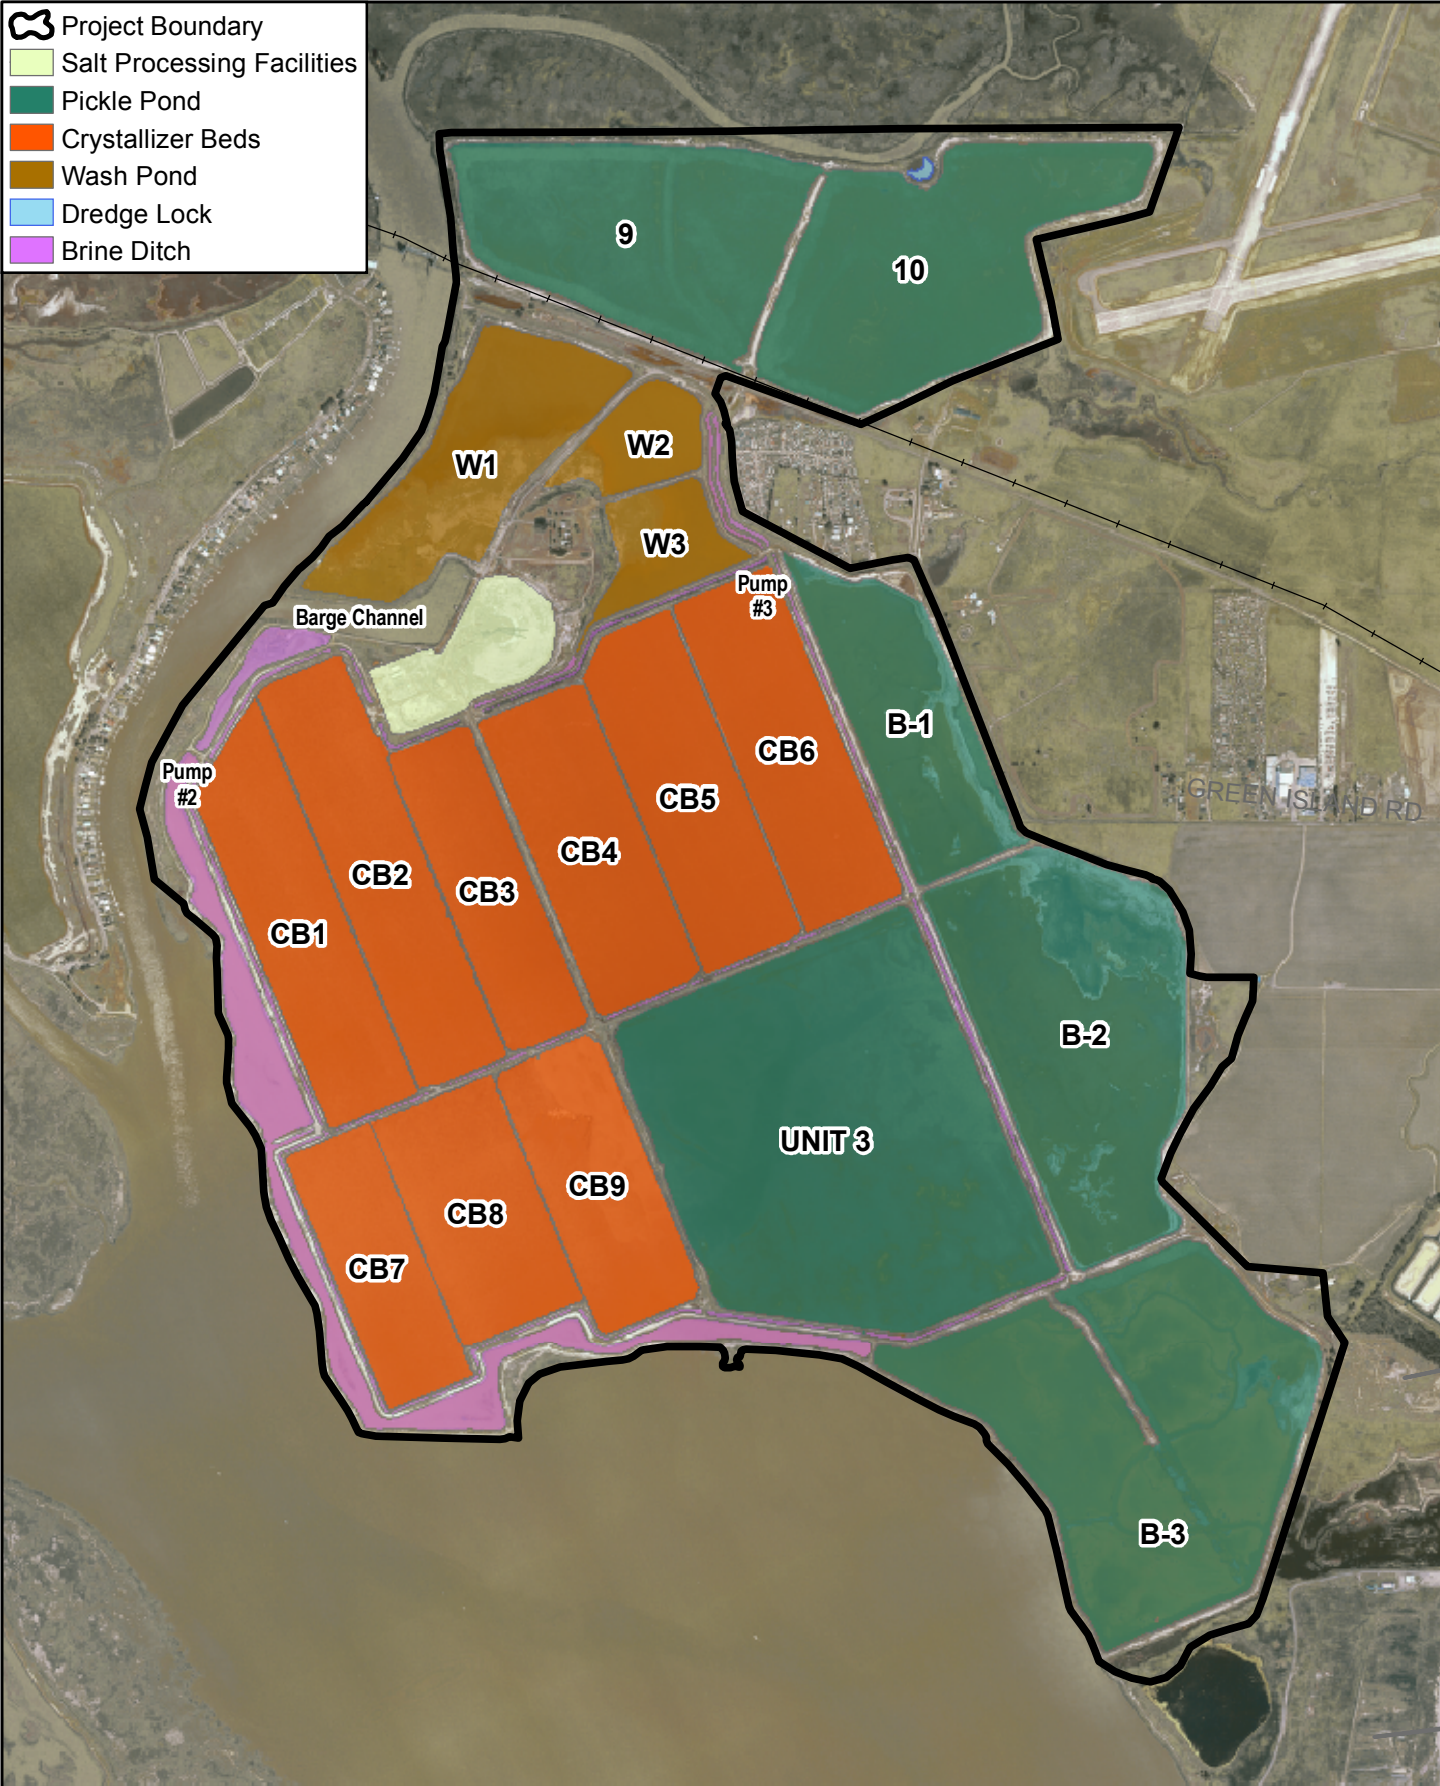 Project Boundary
Salt Processing Facilities
Pickle Pond
Crystallizer Beds
Wash Pond
Dredge Lock
Brine Ditch
9
10
W1
W2
W3
Pump
#3
Barge Channel
B-1
CB6
Pump
#2
CB5
GREEN ISLAND RD
CB4
CB2
CB3
CB1
B-2
UNIT 3
CB9
CB8
CB7
B-3